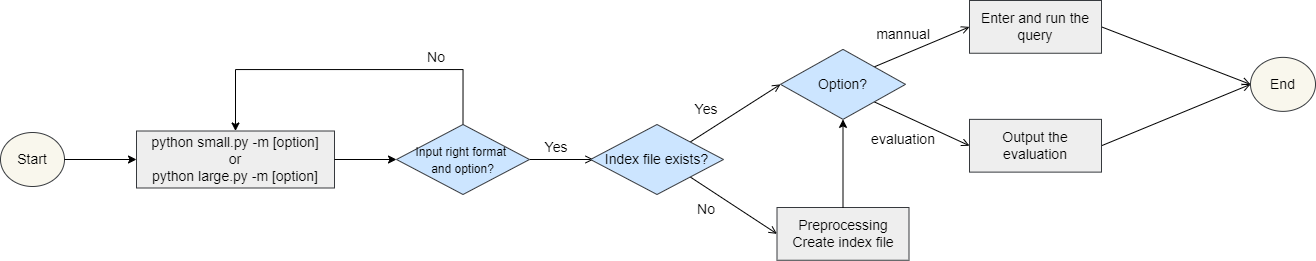 Start
python small.py -m [option]
or
python large.py -m [option]
No
Input right format
and option?
Yes
Index file exists?
Yes
No
Preprocessing
Create index file
Option?
mannual
evaluation
Enter and run the
query
Output the
evaluation
End